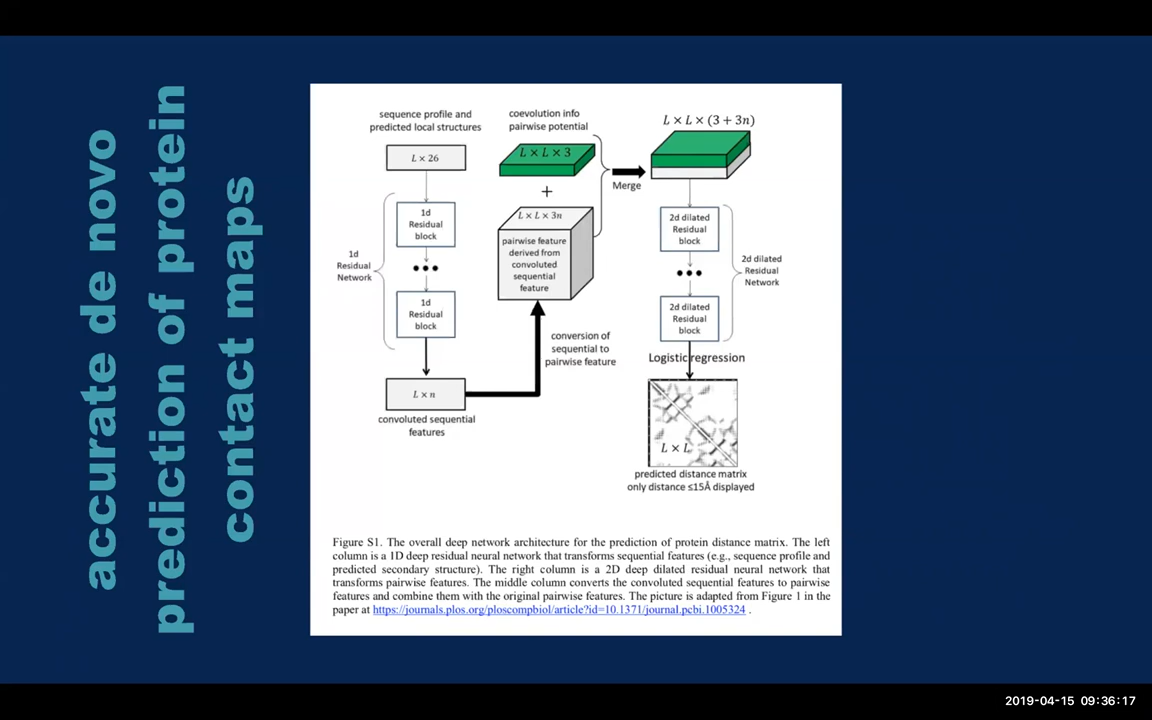 accurate de novo
prediction of protein
contact maps
sequence profile and
predicted local structures
L × 26
1d
Residual
block
•••
1d
Residual
block
1d
Residual
Network
L × n
convoluted sequential
features
coevolution info
pairwise potential
L × L × 3
+
L × L × 3n
pairwise feature
derived from
convoluted
sequential
feature
conversion of
sequential to
pairwise feature
Merge
L × L × (3 + 3n)
2d dilated
Residual
block
•••
2d dilated
Residual
block
2d dilated
Residual
Network
Logistic regression
L × L
predicted distance matrix
only distance ≤15Å displayed
Figure S1. The overall deep network architecture for the prediction of protein distance matrix. The left
column is a 1D deep residual neural network that transforms sequential features (e.g., sequence profile and
predicted secondary structure). The right column is a 2D deep dilated residual neural network that
transforms pairwise features. The middle column converts the convoluted sequential features to pairwise
features and combine them with the original pairwise features. The picture is adapted from Figure 1 in the
paper at https://journals.plos.org/ploscompbiol/article?id=10.1371/journal.pcbi.1005324 .
2019-04-15 09:36:17